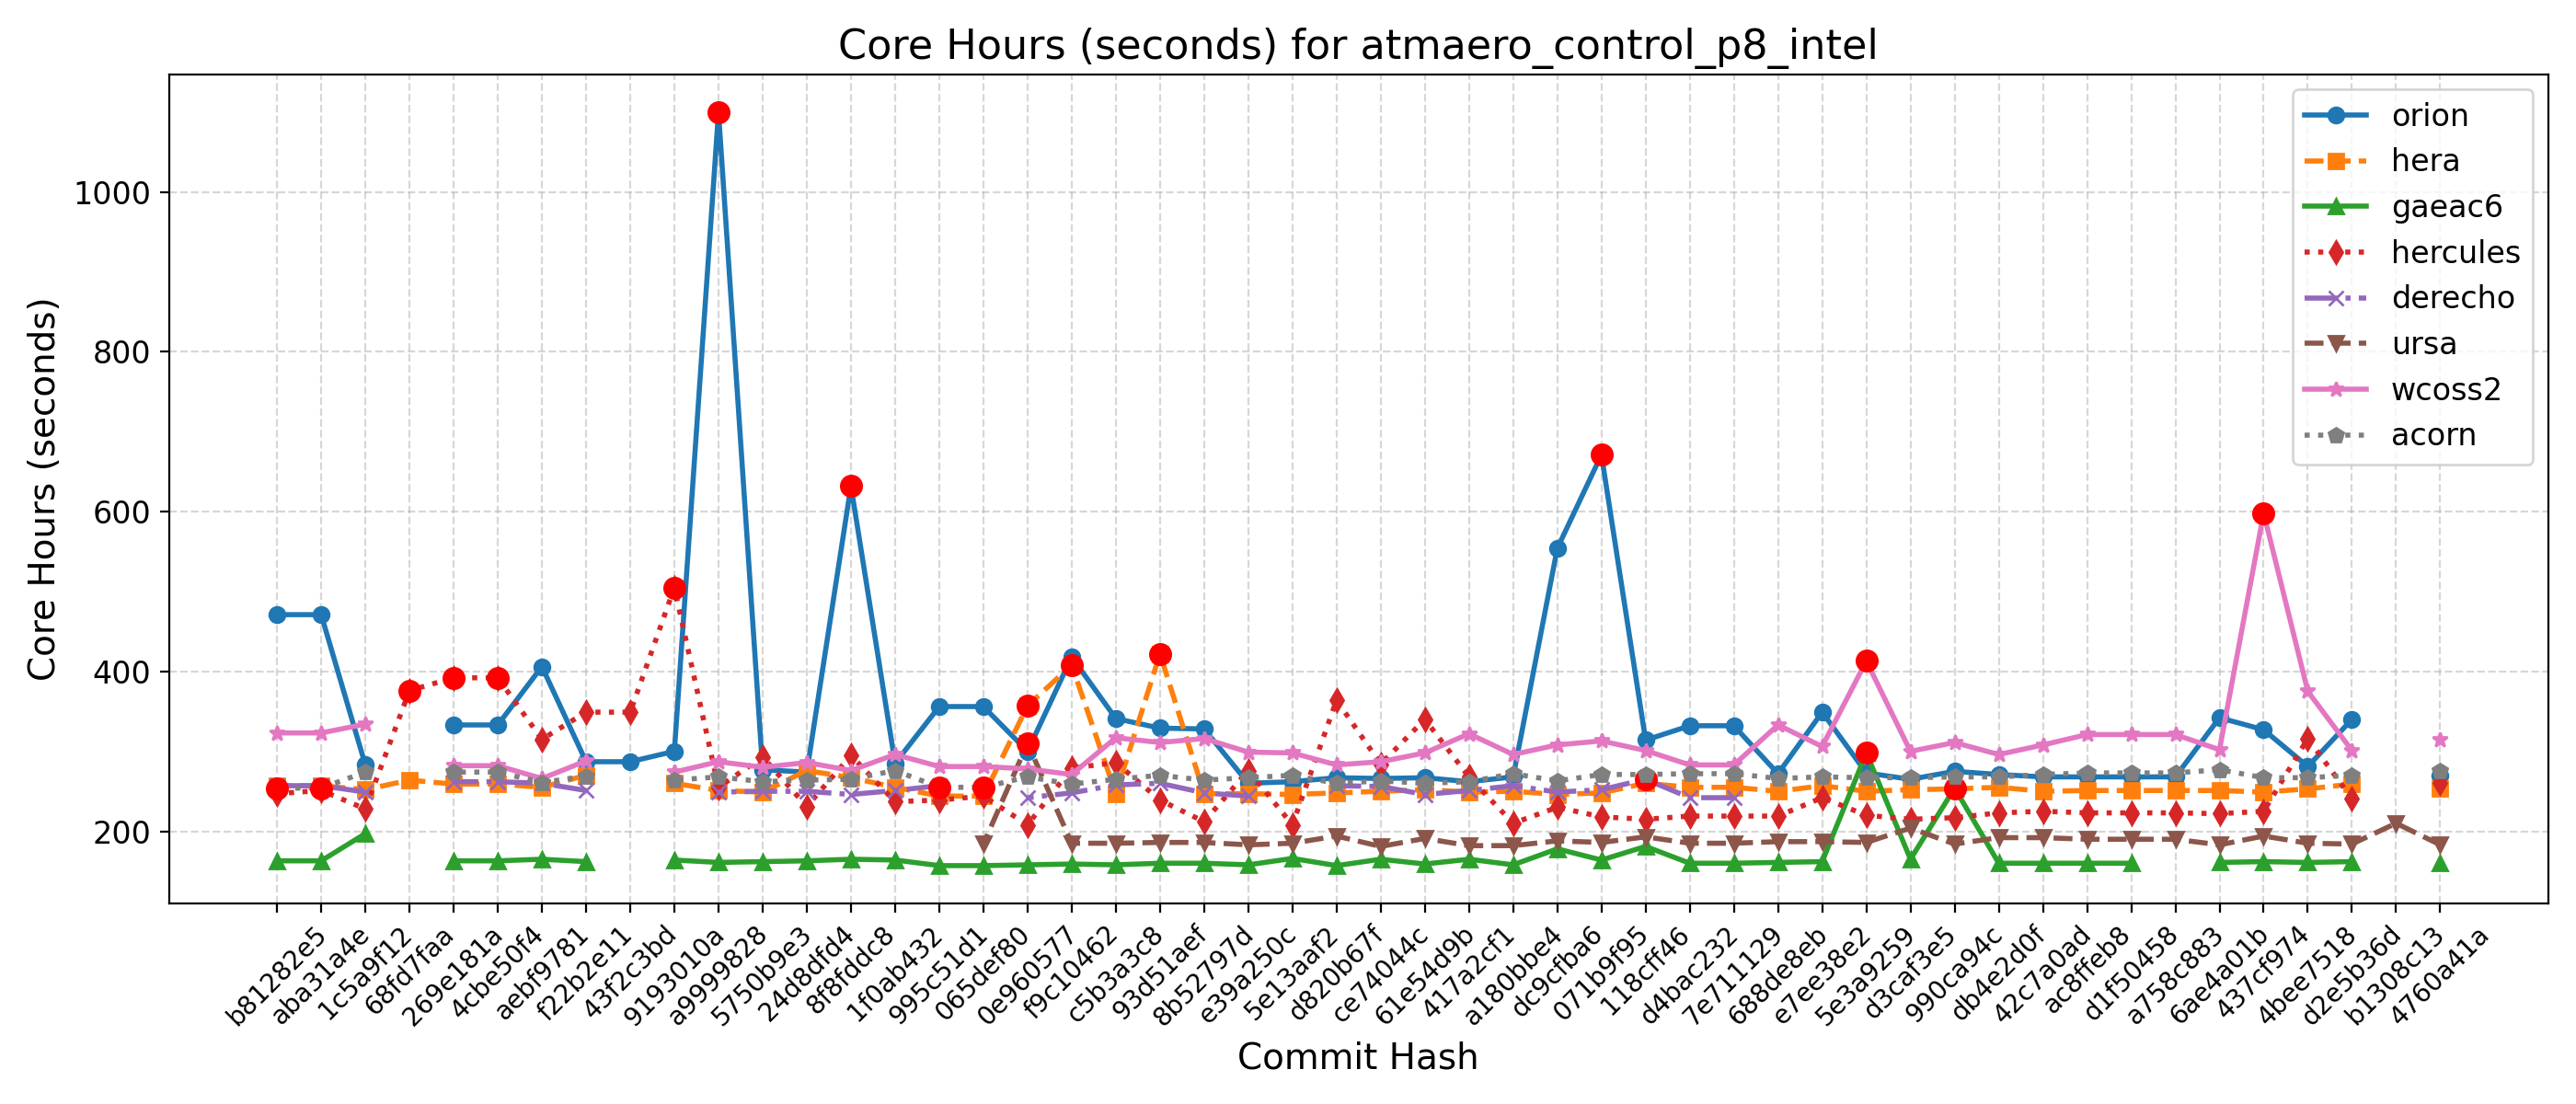 Core Hours (seconds) for atmaero_control_p8_intel
Core Hours (seconds)
1000
800
600
400
200
orion
hera
gaeac6
hercules
derecho
ursa
wcoss2
acorn
b81282e5
aba31a4e
1c5a9f12
68fd7faa
269e181a
4cbe50f4
aebf9781
f22b2e11
43f2c3bd
9193010a
a9999828
5750b9e3
24d8dfd4
8f8fddc8
1f0ab432
995c51d1
065def80
0e960577
f9c10462
c5b3a3c8
93d51aef
8b52797d
e39a250c
5e13aaf2
d820b67f
ce74044c
61e54d9b
417a2cf1
a180bbe4
dc9cfba6
071b9f95
118cff46
d4bac232
7e711129
688de8eb
e7ee38e2
5e3a9259
d3caf3e5
990ca94c
db4e2d0f
42c7a0ad
ac8ffeb8
d1f50458
a758c883
6ae4a01b
437cf974
4bee7518
d2e5b36d
b1308c13
4760a41a
Commit Hash